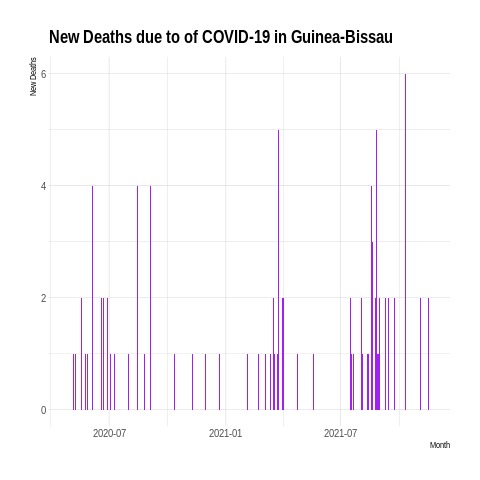 New Deaths due to of COVID-19 in Guinea-Bissau
New Deaths
6
4
2
0
2020-07 2021-01 2021-07
Month